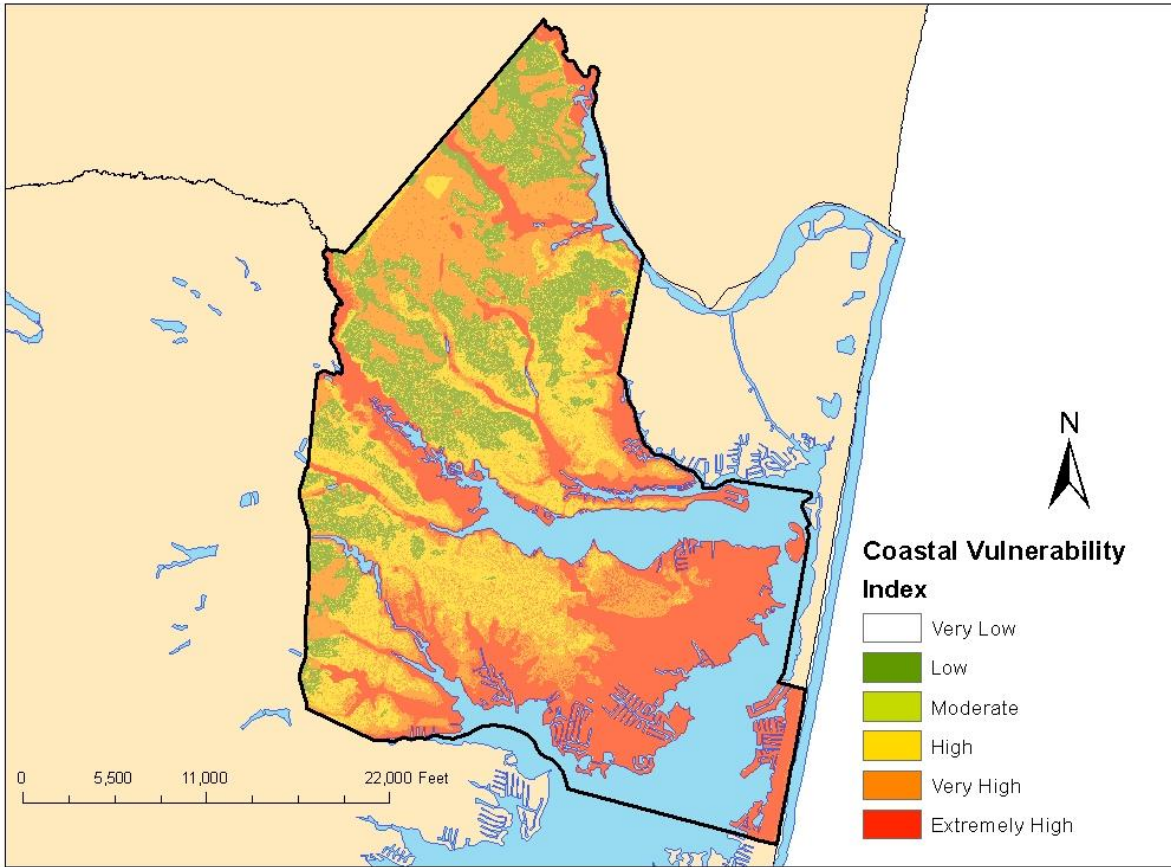 N
Coastal Vulnerability
Index
Very Low
Low
Moderate
High
Very High
Extremely High
0 5,500 11,000 22,000 Feet